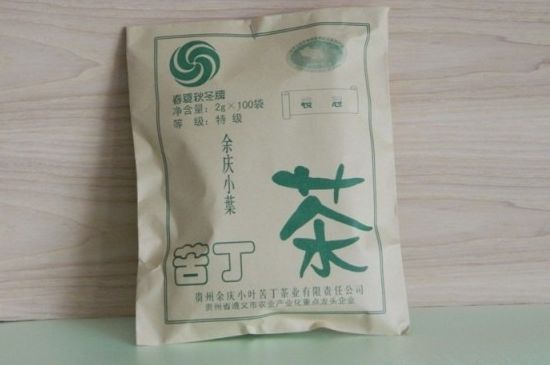 春夏秋冬牌
净含量：2g×100袋
等 级：特 级
余庆小葉
苦丁
茶
贵州余庆小叶苦丁茶业有限责任公司
贵州省遵义市农业产业化重点龙头企业